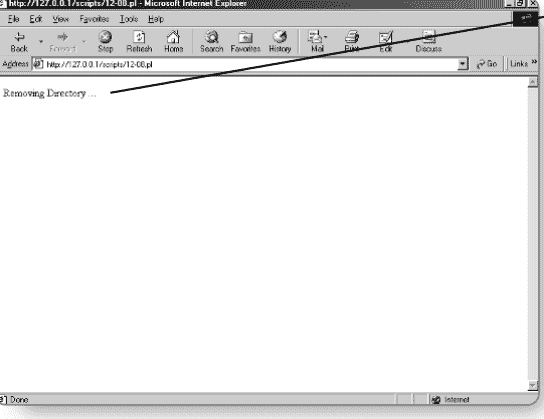 http://127.0.0.1/scripts/12-08.pl - Microsoft Internet Explorer
File Edit View Favorites Tools Help
Back Forward Stop Refresh Home Search Favorites History Mail Print Edit Discuss
Address http://127.0.0.1/scripts/12-08.pl Go Links »
Removing Directory ...
Done Internet